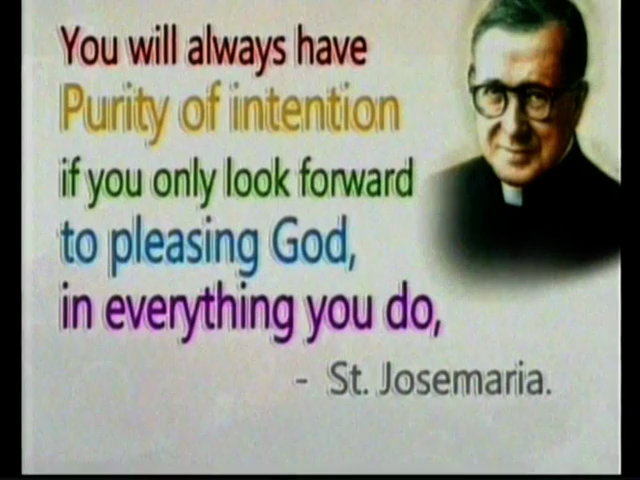 You will always have
Purity of intention
if you only look forward
to pleasing God,
in everything you do,
- St. Josemaria.